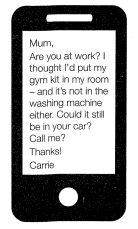 Mum,
Are you at work? I
thought I'd put my
gym kit in my room
– and it's not in the
washing machine
either. Could it still
be in your car?
Call me?
Thanks!
Carrie